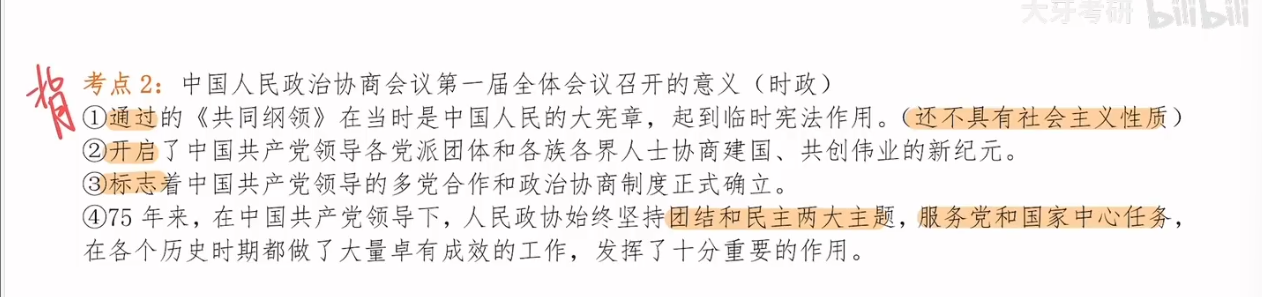 大牙考研 bilibili
背 考点 2：中国人民政治协商会议第一届全体会议召开的意义（时政）
①通过的《共同纲领》在当时是中国人民的大宪章，起到临时宪法作用。（还不具有社会主义性质）
②开启了中国共产党领导各党派团体和各族各界人士协商建国、共创伟业的新纪元。
③标志着中国共产党领导的多党合作和政治协商制度正式确立。
④75 年来，在中国共产党领导下，人民政协始终坚持团结和民主两大主题，服务党和国家中心任务，
在各个历史时期都做了大量卓有成效的工作，发挥了十分重要的作用。